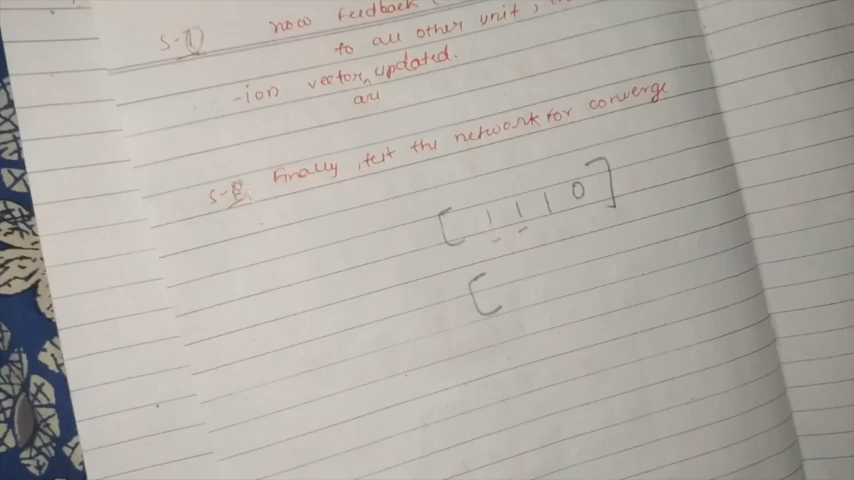 S-7 now Feedback
to all other unit,
-ion vector, updated.
are
S-8 Finally, test the network for converge
[ 1 1 1 0 ]
[